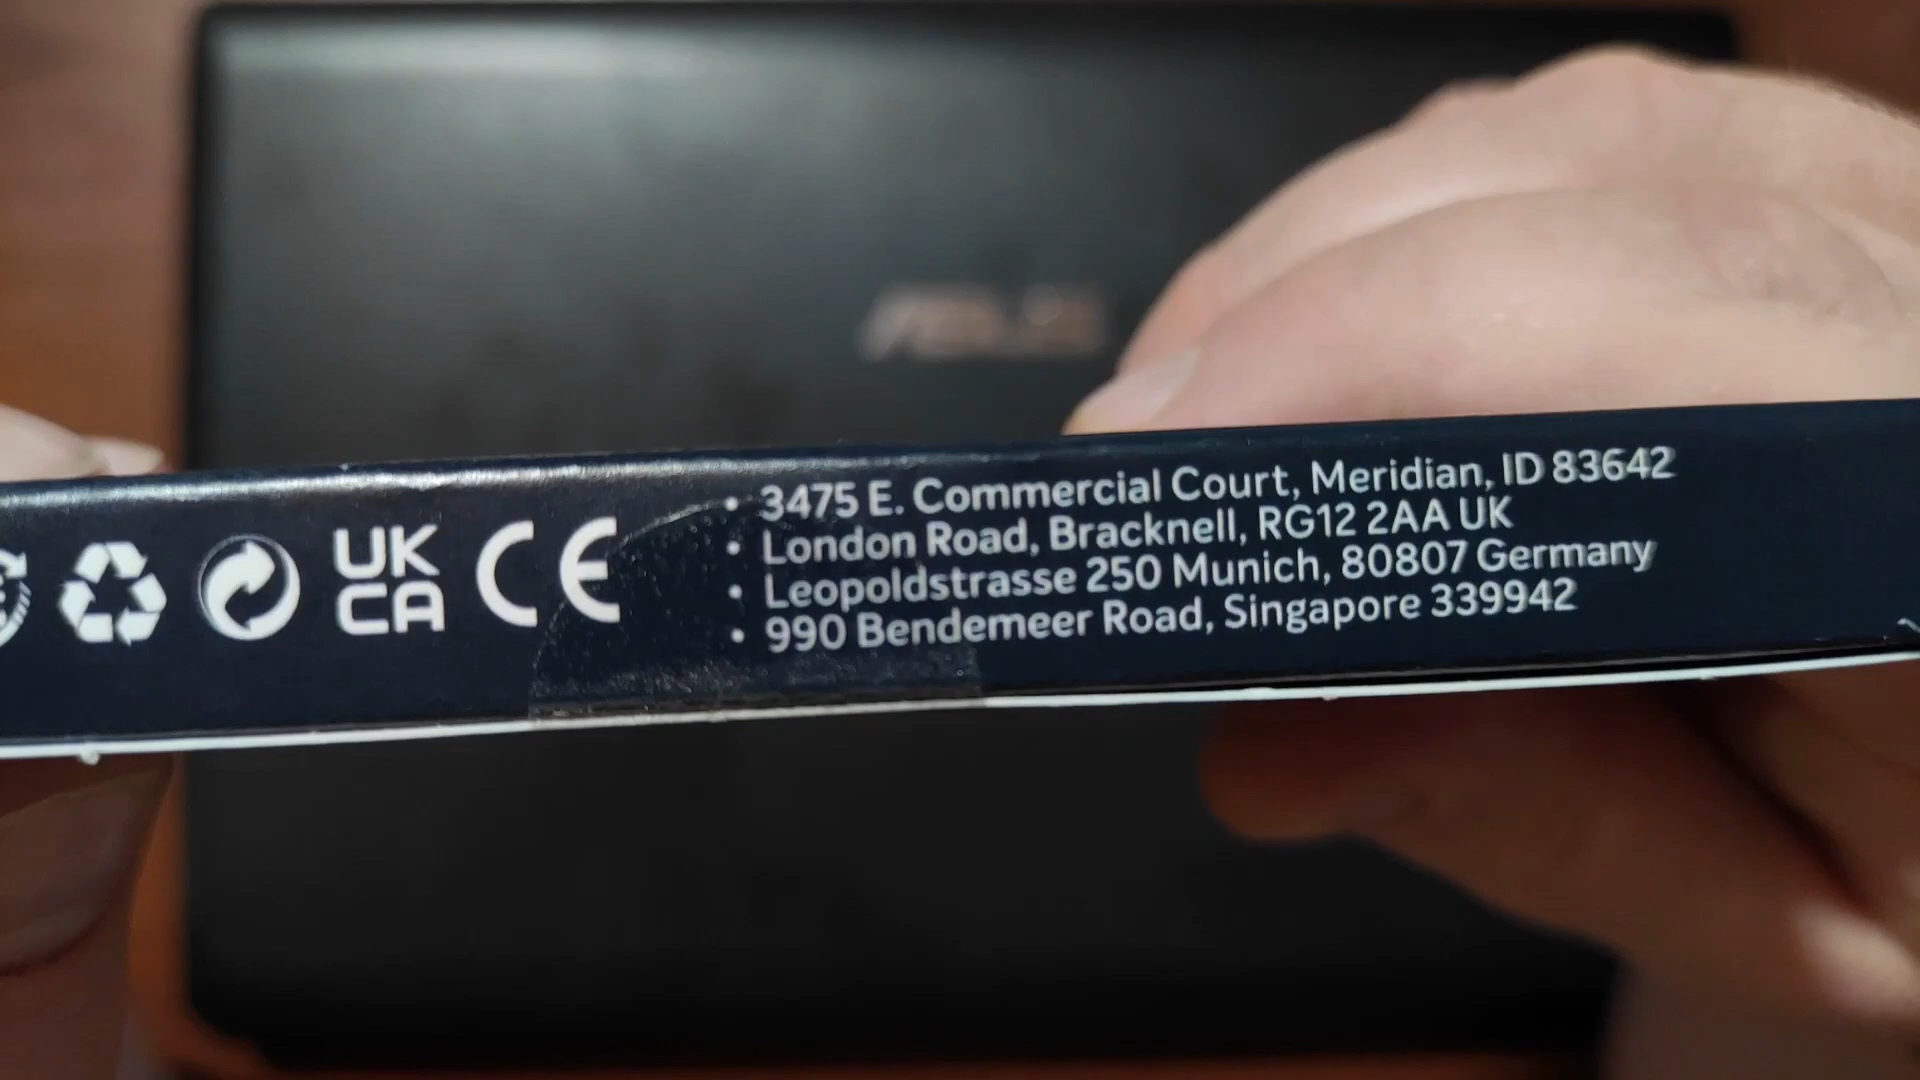 UK
CA
CE
• 3475 E. Commercial Court, Meridian, ID 83642
• London Road, Bracknell, RG12 2AA UK
• Leopoldstrasse 250 Munich, 80807 Germany
• 990 Bendemeer Road, Singapore 339942